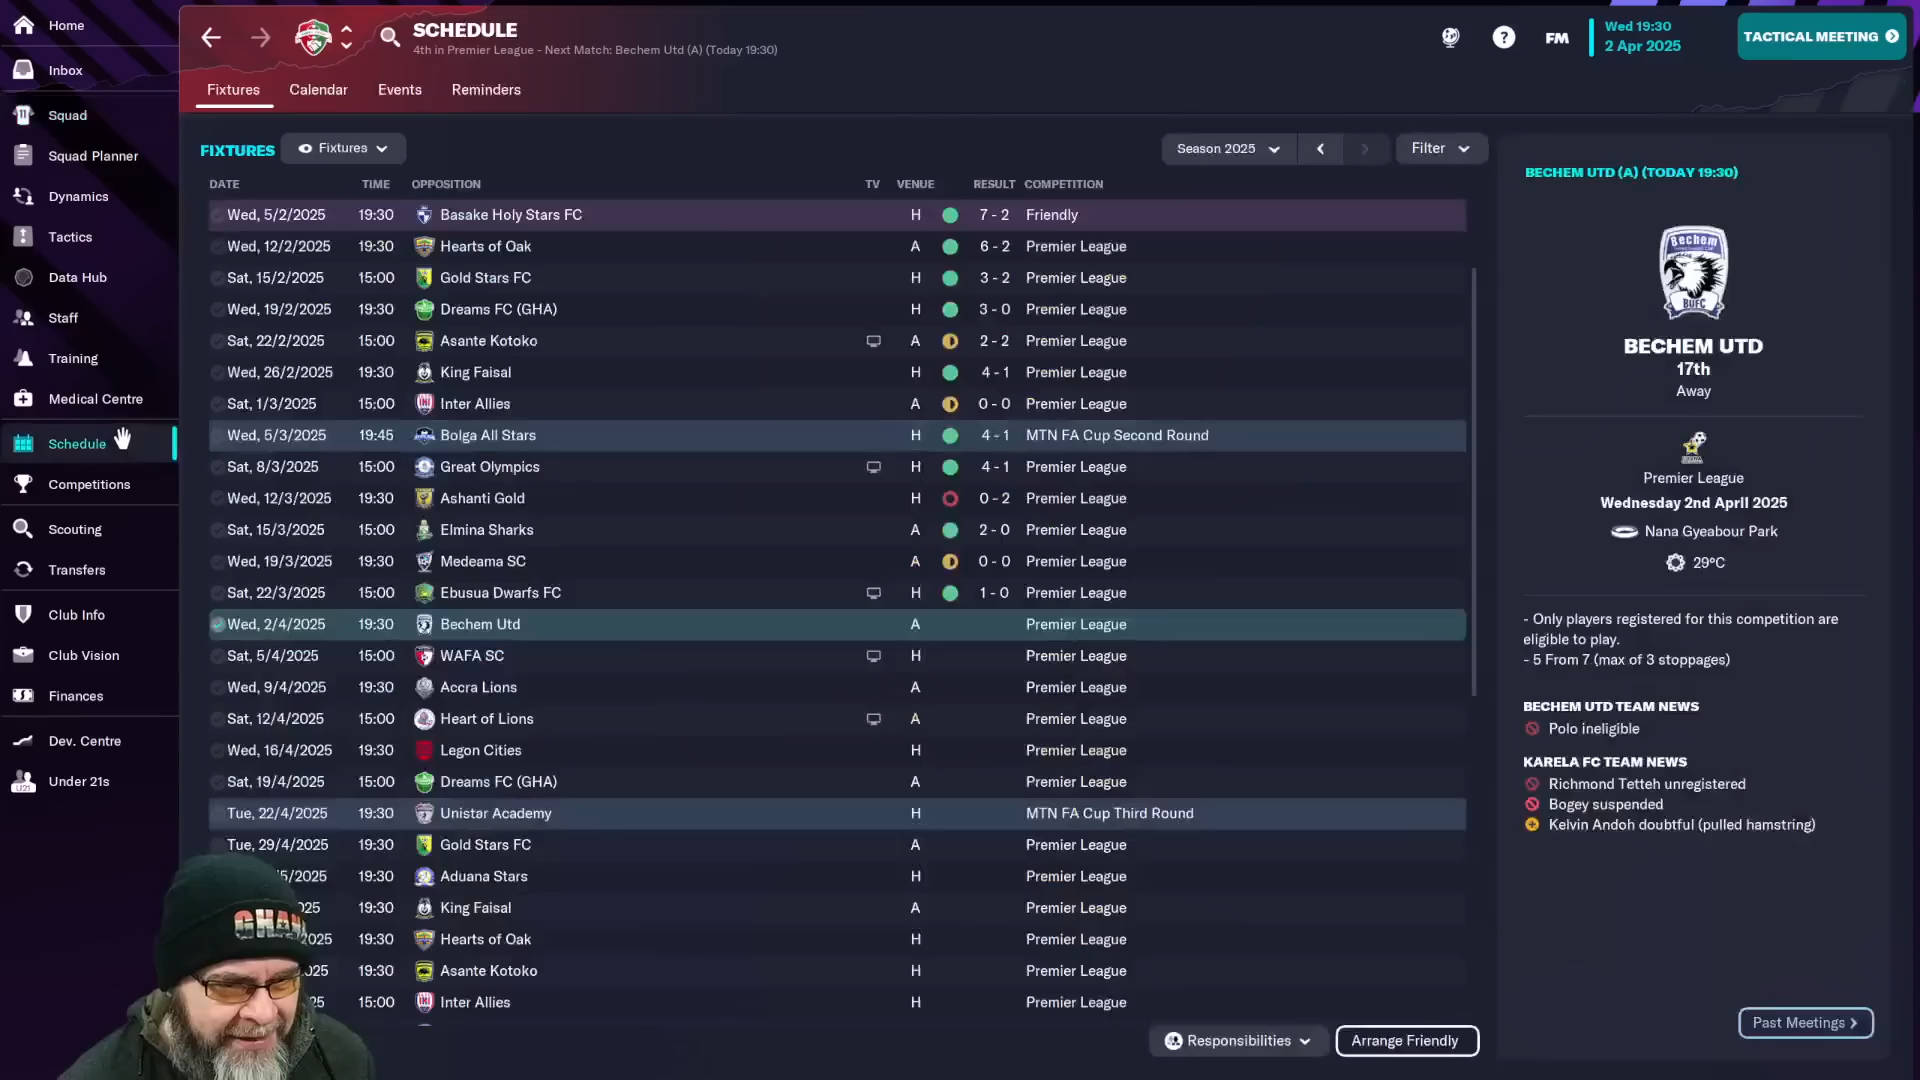 Home
Inbox
Squad
Squad Planner
Dynamics
Tactics
Data Hub
Staff
Training
Medical Centre
Schedule
Competitions
Scouting
Transfers
Club Info
Club Vision
Finances
Dev. Centre
Under 21s
SCHEDULE
4th in Premier League - Next Match: Bechem Utd (A) (Today 19:30)
FM
Wed 19:30
2 Apr 2025
TACTICAL MEETING
Fixtures Calendar Events Reminders
FIXTURES Fixtures Season 2025 Filter
DATE TIME OPPOSITION TV VENUE RESULT COMPETITION
Wed, 5/2/2025 19:30 Basake Holy Stars FC H 7 - 2 Friendly
Wed, 12/2/2025 19:30 Hearts of Oak A 6 - 2 Premier League
Sat, 15/2/2025 15:00 Gold Stars FC H 3 - 2 Premier League
Wed, 19/2/2025 19:30 Dreams FC (GHA) H 3 - 0 Premier League
Sat, 22/2/2025 15:00 Asante Kotoko A 2 - 2 Premier League
Wed, 26/2/2025 19:30 King Faisal H 4 - 1 Premier League
Sat, 1/3/2025 15:00 Inter Allies A 0 - 0 Premier League
Wed, 5/3/2025 19:45 Bolga All Stars H 4 - 1 MTN FA Cup Second Round
Sat, 8/3/2025 15:00 Great Olympics H 4 - 1 Premier League
Wed, 12/3/2025 19:30 Ashanti Gold H 0 - 2 Premier League
Sat, 15/3/2025 15:00 Elmina Sharks A 2 - 0 Premier League
Wed, 19/3/2025 19:30 Medeama SC A 0 - 0 Premier League
Sat, 22/3/2025 15:00 Ebusua Dwarfs FC H 1 - 0 Premier League
Wed, 2/4/2025 19:30 Bechem Utd A Premier League
Sat, 5/4/2025 15:00 WAFA SC H Premier League
Wed, 9/4/2025 19:30 Accra Lions A Premier League
Sat, 12/4/2025 15:00 Heart of Lions A Premier League
Wed, 16/4/2025 19:30 Legon Cities H Premier League
Sat, 19/4/2025 15:00 Dreams FC (GHA) A Premier League
Tue, 22/4/2025 19:30 Unistar Academy H MTN FA Cup Third Round
Tue, 29/4/2025 19:30 Gold Stars FC A Premier League
5/2025 19:30 Aduana Stars H Premier League
025 19:30 King Faisal A Premier League
2025 19:30 Hearts of Oak H Premier League
025 19:30 Asante Kotoko H Premier League
25 15:00 Inter Allies H Premier League
Responsibilities Arrange Friendly
BECHEM UTD (A) (TODAY 19:30)
Bechem
BUFC
BECHEM UTD
17th
Away
Premier League
Wednesday 2nd April 2025
Nana Gyeabour Park
29°C
- Only players registered for this competition are
eligible to play.
- 5 From 7 (max of 3 stoppages)
BECHEM UTD TEAM NEWS
Polo ineligible
KARELA FC TEAM NEWS
Richmond Tetteh unregistered
Bogey suspended
Kelvin Andoh doubtful (pulled hamstring)
Past Meetings
GHA